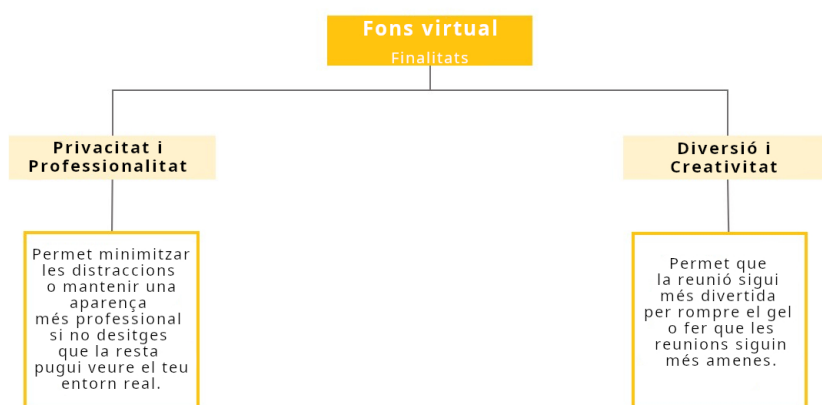 Fons virtual
Finalitats
Privacitat i
Professionalitat
Permet minimitzar
les distraccions
o mantenir una
aparença
més professional
si no desitges
que la resta
pugui veure el teu
entorn real.
Diversió i
Creativitat
Permet que
la reunió sigui
més divertida
per rompre el gel
o fer que les
reunions siguin
més amenes.